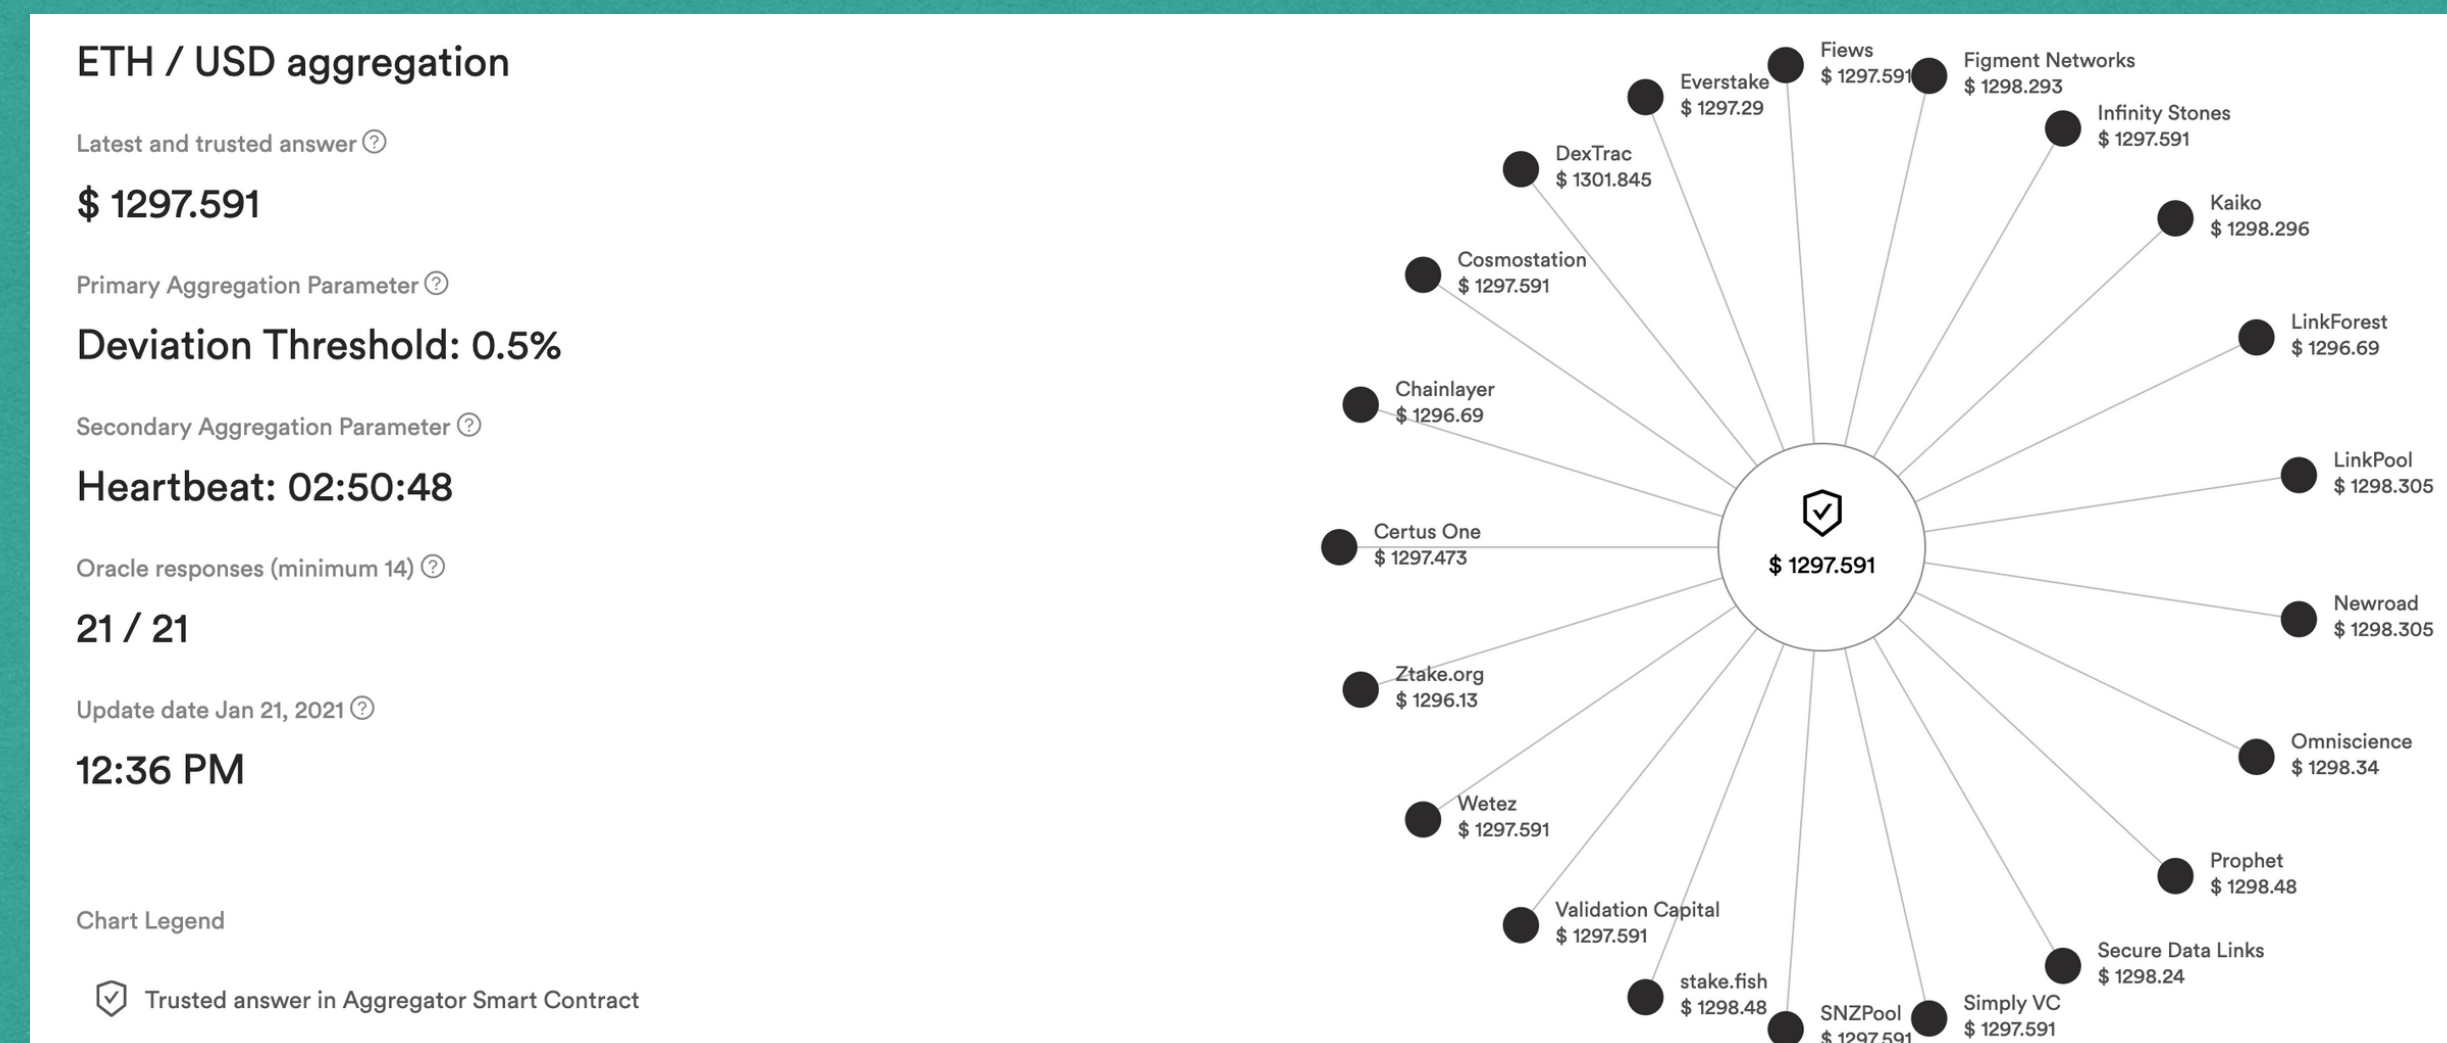 ETH / USD aggregation
Latest and trusted answer ?
$ 1297.591
Primary Aggregation Parameter ?
Deviation Threshold: 0.5%
Secondary Aggregation Parameter ?
Heartbeat: 02:50:48
Oracle responses (minimum 14) ?
21 / 21
Update date Jan 21, 2021 ?
12:36 PM
Chart Legend
Trusted answer in Aggregator Smart Contract
Fiews
$ 1297.591
Figment Networks
$ 1298.293
Infinity Stones
$ 1297.591
Kaiko
$ 1298.296
LinkForest
$ 1296.69
LinkPool
$ 1298.305
Newroad
$ 1298.305
Omniscience
$ 1298.34
Prophet
$ 1298.48
Secure Data Links
$ 1298.24
Simply VC
$ 1297.591
SNZPool
$ 1297.591
stake.fish
$ 1298.48
Validation Capital
$ 1297.591
Wetez
$ 1297.591
Ztake.org
$ 1296.13
Certus One
$ 1297.473
Chainlayer
$ 1296.69
Cosmostation
$ 1297.591
DexTrac
$ 1301.845
Everstake
$ 1297.29
$ 1297.591